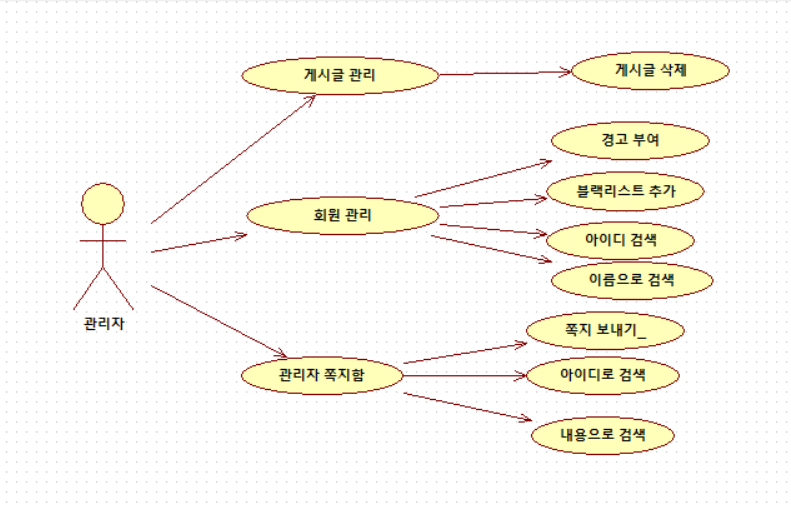 게시글 관리
게시글 삭제
경고 부여
블랙리스트 추가
회원 관리
아이디 검색
이름으로 검색
관리자
쪽지 보내기_
관리자 쪽지함
아이디로 검색
내용으로 검색